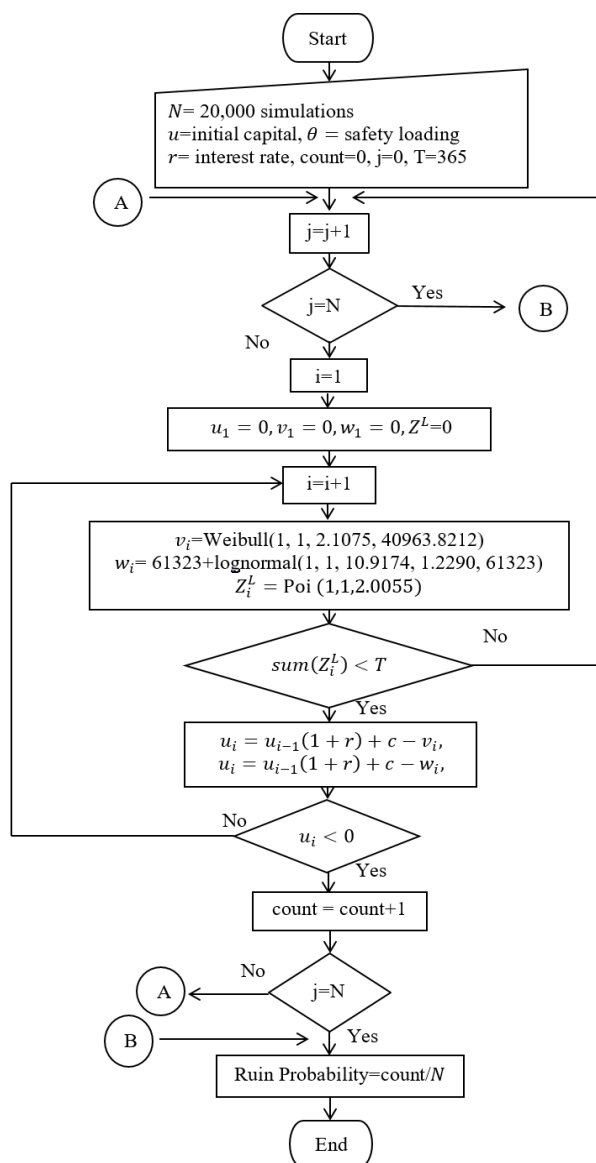 Start
N= 20,000 simulations
u=initial capital, θ = safety loading
r= interest rate, count=0, j=0, T=365
A
j=j+1
j=N
Yes
B
No
i=1
u₁ = 0, v₁ = 0, w₁ = 0, Zᴸ=0
i=i+1
vᵢ=Weibull(1, 1, 2.1075, 40963.8212)
wᵢ= 61323+lognormal(1, 1, 10.9174, 1.2290, 61323)
Zᵢᴸ = Poi (1,1,2.0055)
No
sum(Zᵢᴸ) < T
Yes
uᵢ = uᵢ₋₁(1 + r) + c − vᵢ,
uᵢ = uᵢ₋₁(1 + r) + c − wᵢ,
No
uᵢ < 0
Yes
count = count+1
No
A
j=N
B
Yes
Ruin Probability=count/N
End